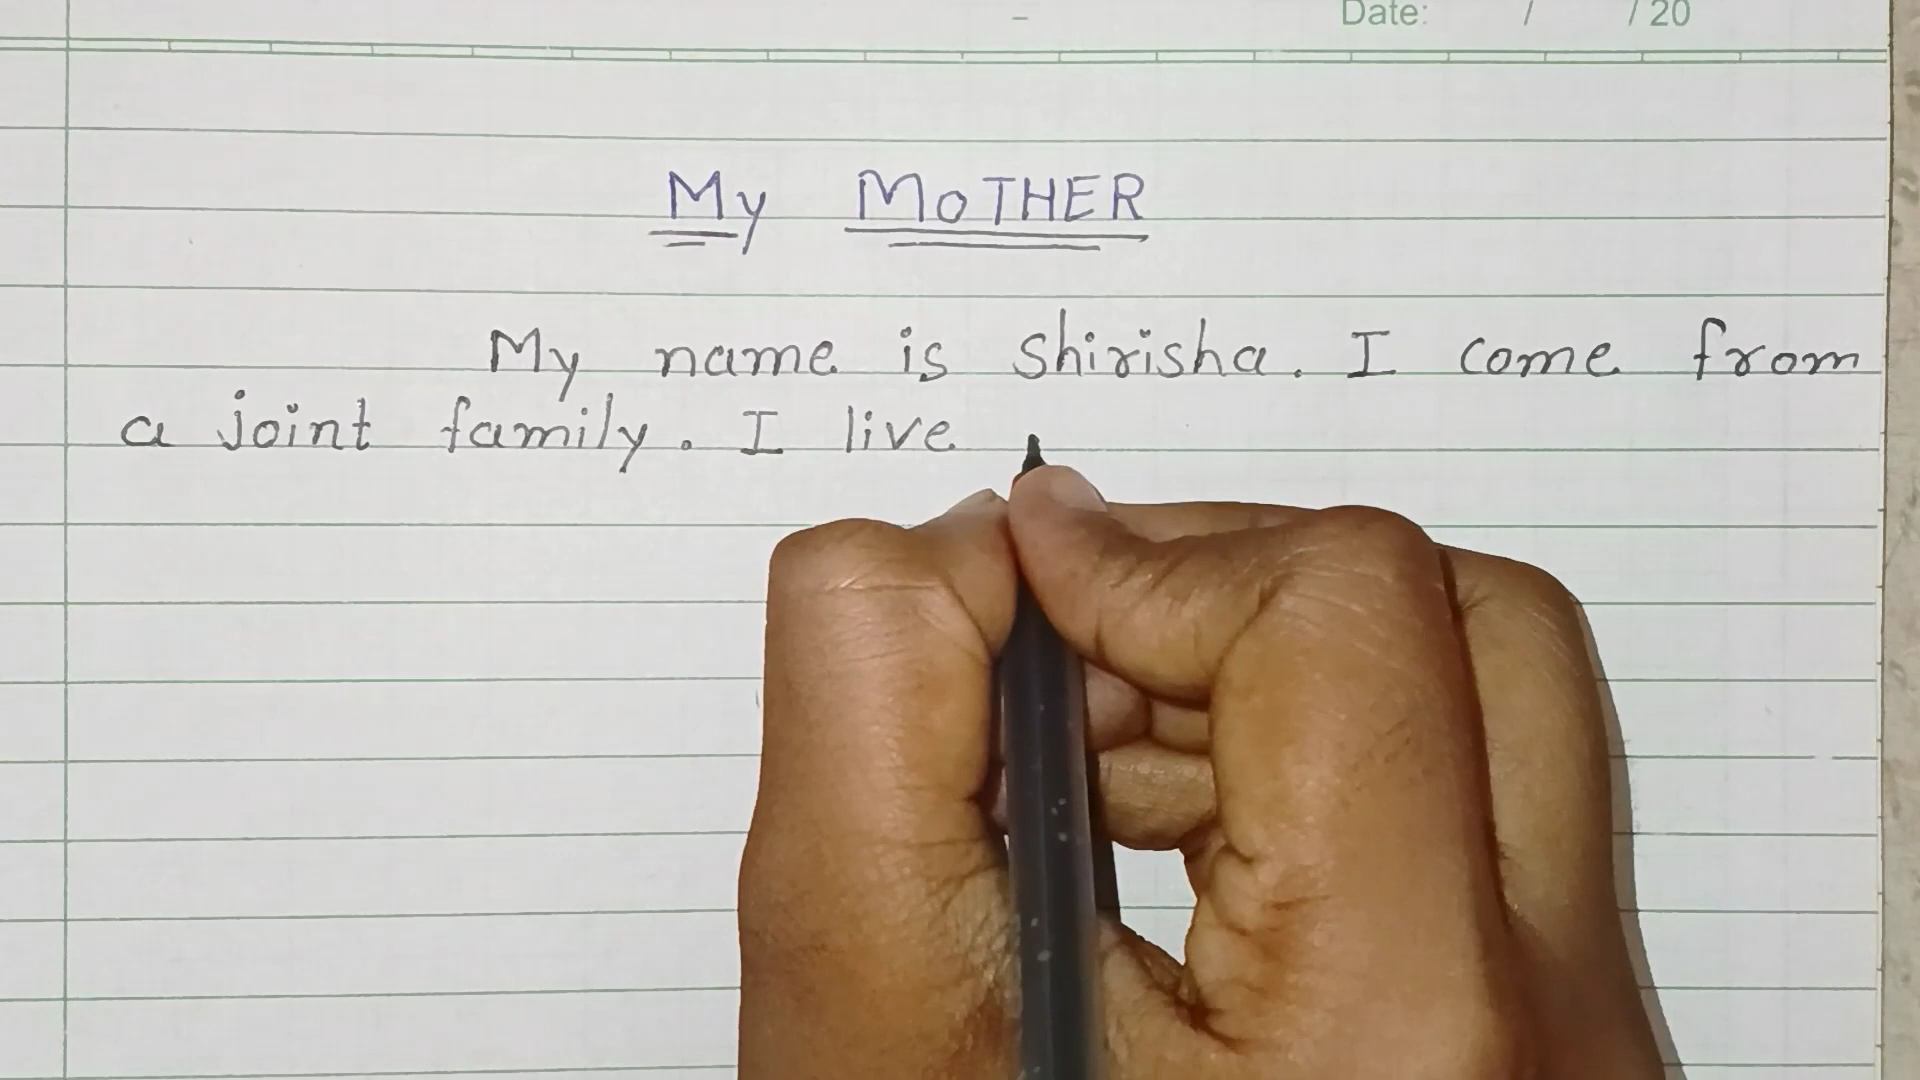 Date: / / 20
My MoTHER
My name is Shirisha. I come from
a joint family. I live